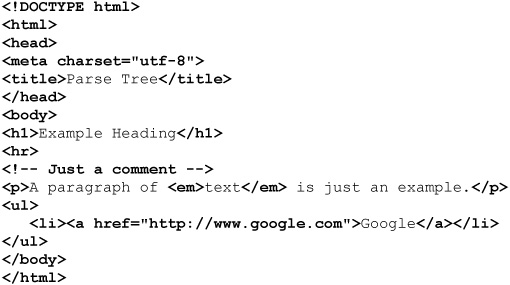 <!DOCTYPE html>
<html>
<head>
<meta charset="utf-8">
<title>Parse Tree</title>
</head>
<body>
<h1>Example Heading</h1>
<hr>
<!-- Just a comment -->
<p>A paragraph of <em>text</em> is just an example.</p>
<ul>
   <li><a href="http://www.google.com">Google</a></li>
</ul>
</body>
</html>